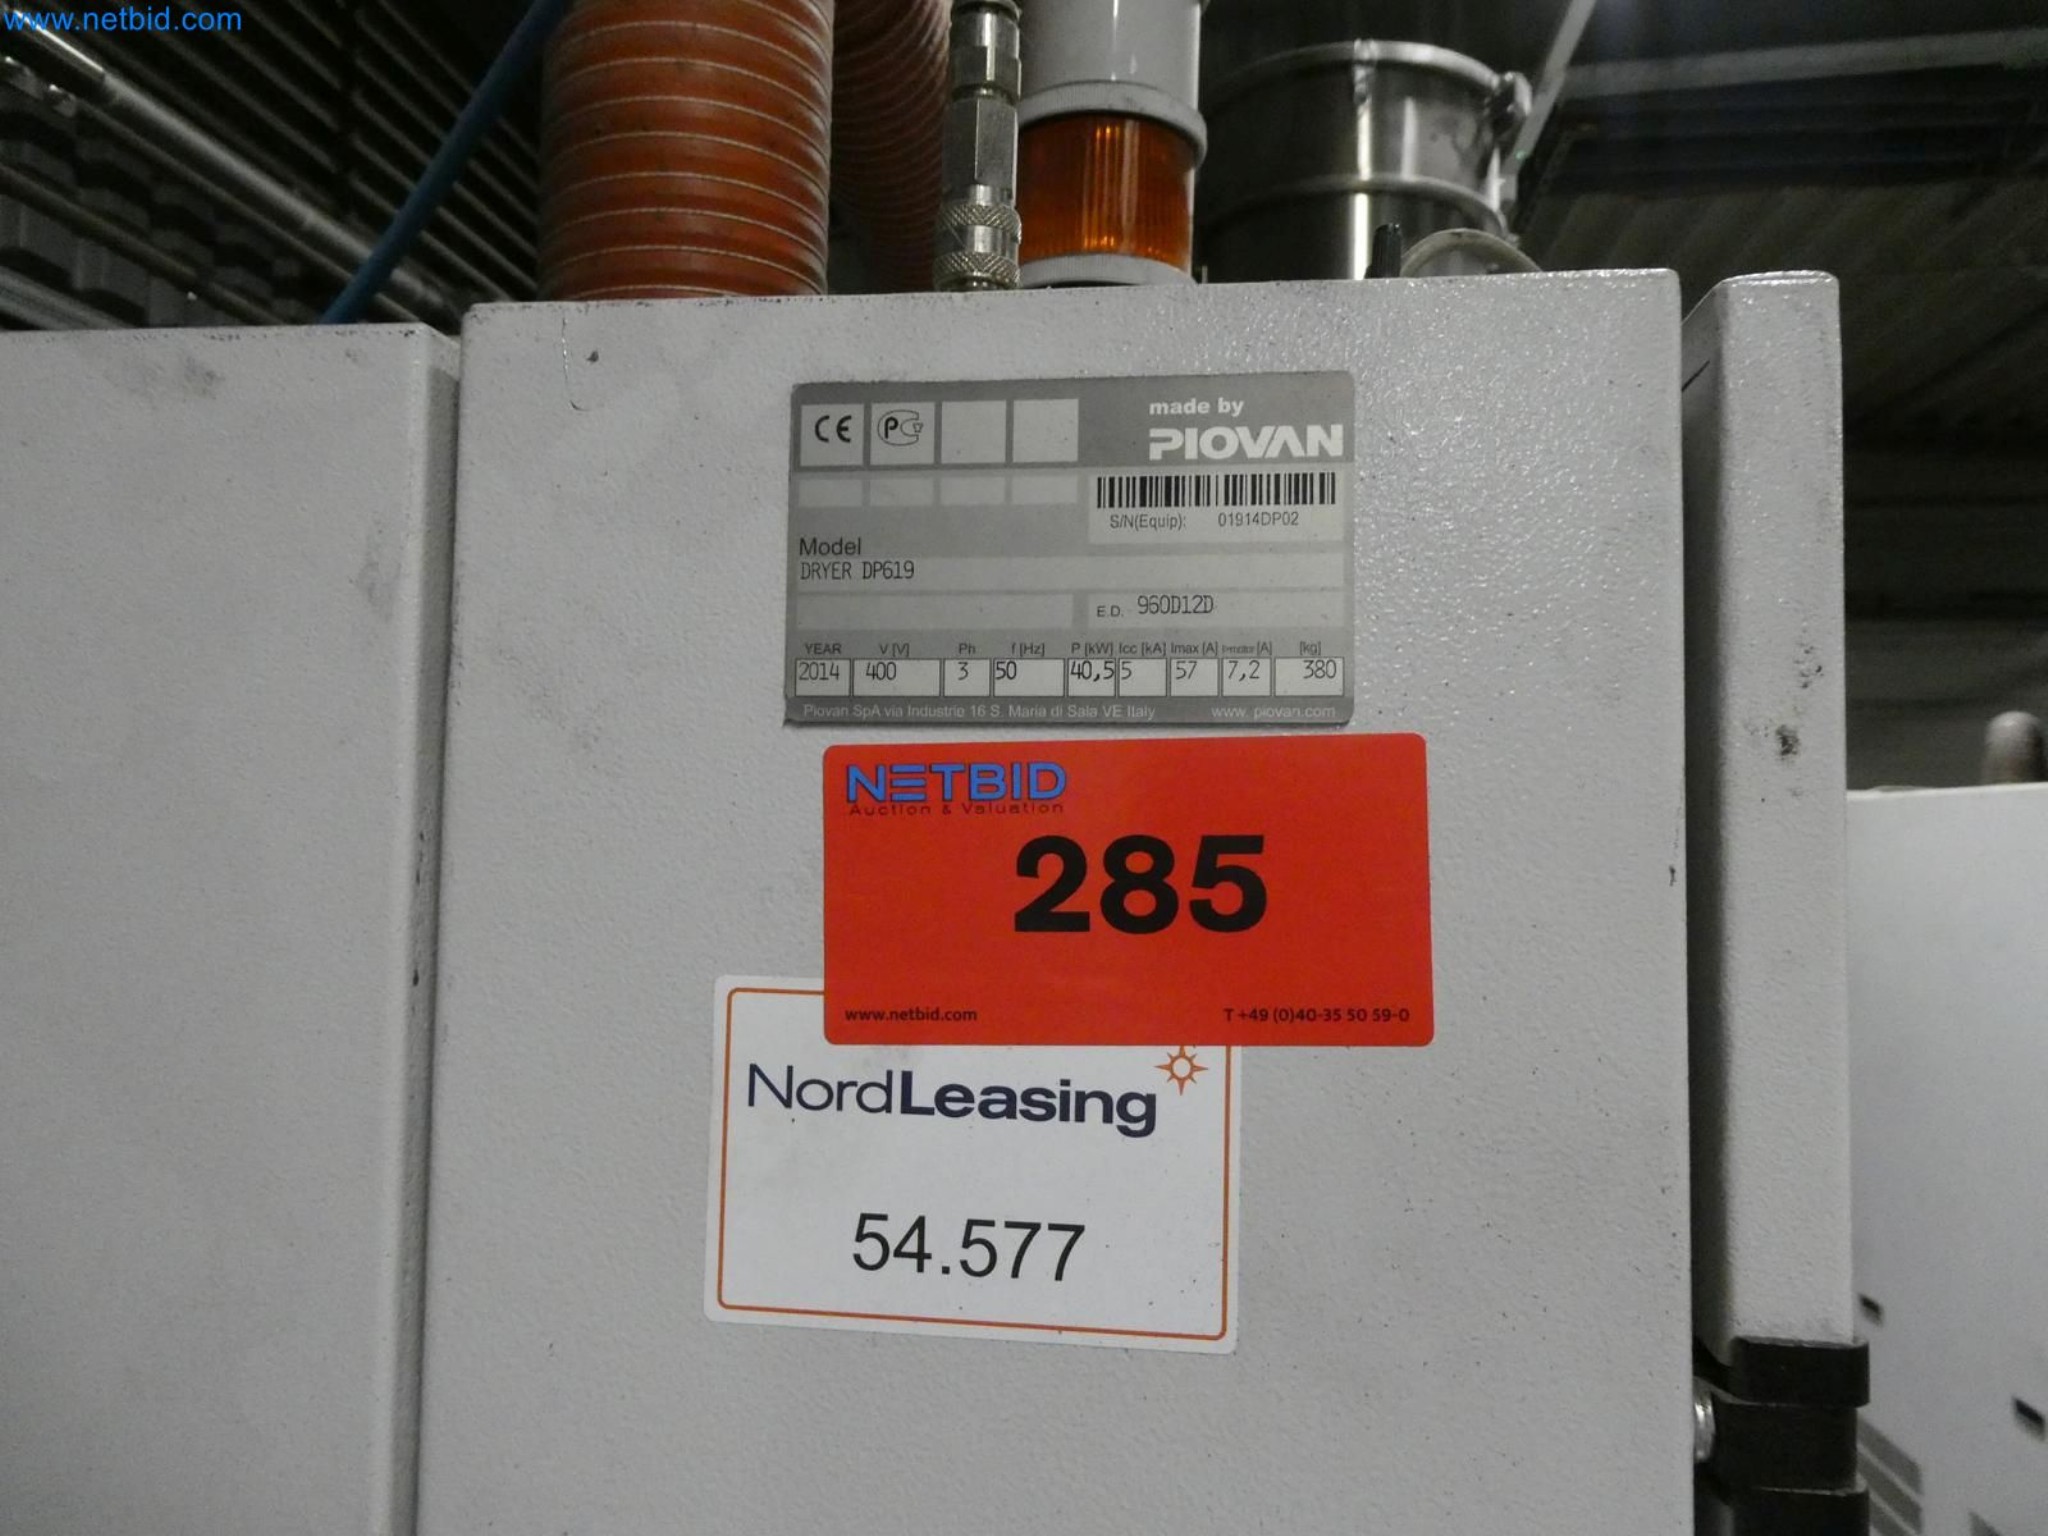 www.netbid.com
CE
made by
PIOVAN
S/N(Equip): 01914DP02
Model
DRYER DP619
E.D. 960D12D
YEAR V [V] Ph f [Hz] P [kW] Icc [kA] Imax [A] [A] [kg]
2014 400 3 50 40,5 5 57 7,2 380
Piovan SpA via Industrie 16 S. Maria di Sala VE Italy www.piovan.com
NETBID
Auction & Valuation
285
www.netbid.com T +49 (0)40-35 50 59-0
NordLeasing
54.577